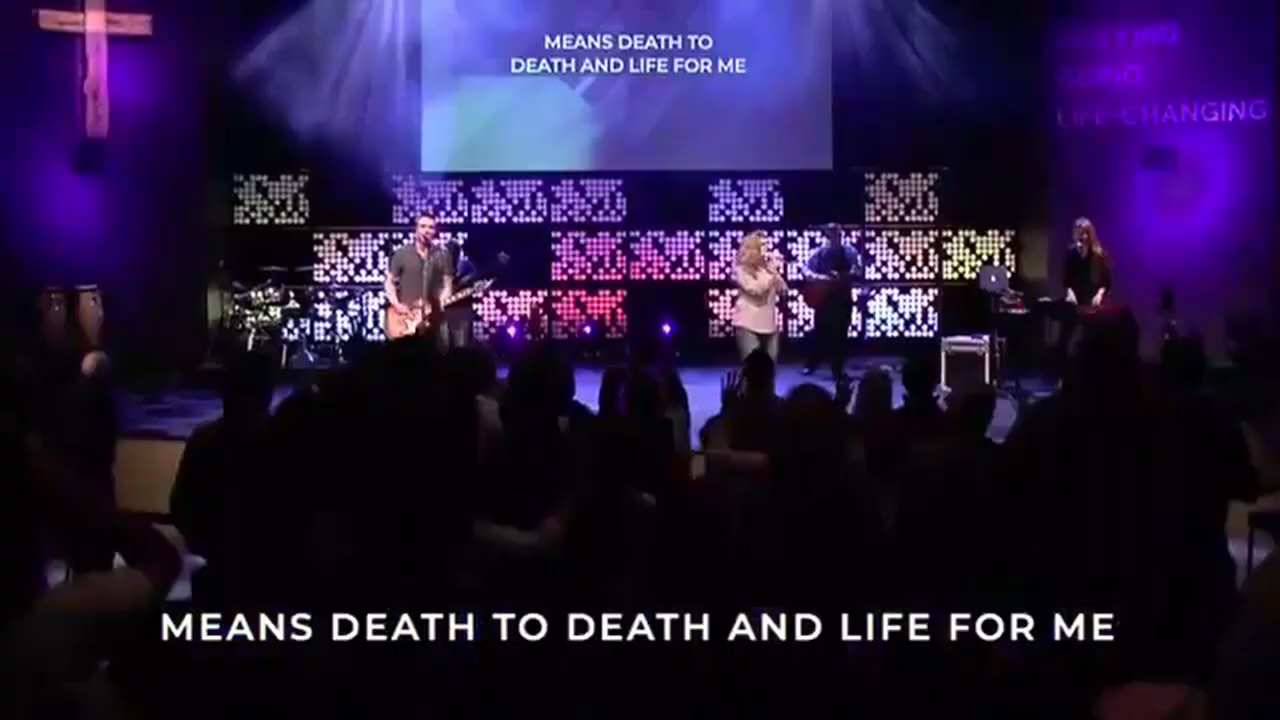 MEANS DEATH TO
DEATH AND LIFE FOR ME
LIFE-CHANGING
MEANS DEATH TO DEATH AND LIFE FOR ME